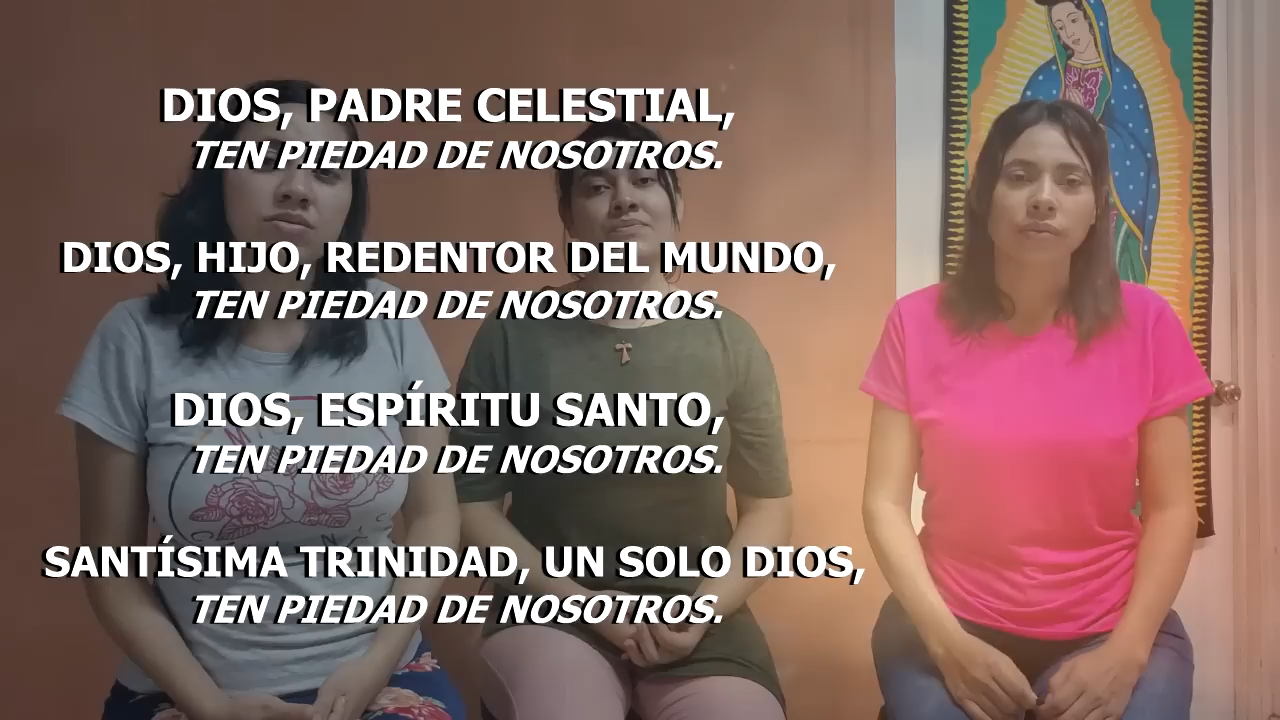 DIOS, PADRE CELESTIAL,
TEN PIEDAD DE NOSOTROS.
DIOS, HIJO, REDENTOR DEL MUNDO,
TEN PIEDAD DE NOSOTROS.
DIOS, ESPÍRITU SANTO,
TEN PIEDAD DE NOSOTROS.
SANTÍSIMA TRINIDAD, UN SOLO DIOS,
TEN PIEDAD DE NOSOTROS.